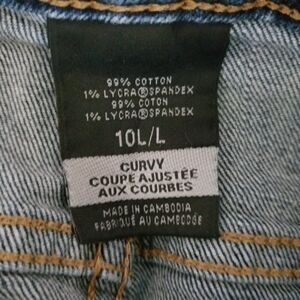 99% COTTON
1% LYCRA®SPANDEX
99% COTON
1% LYCRA®SPANDEX
10L/L
CURVY
COUPE AJUSTÉE
AUX COURBES
MADE IN CAMBODIA
FABRIQUÉ AU CAMBODGE